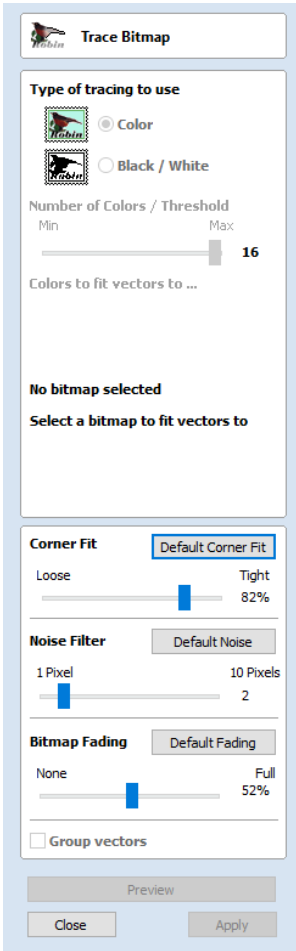 Robin
Trace Bitmap
Type of tracing to use
Robin
Color
Robin
Black / White
Number of Colors / Threshold
Min Max
16
Colors to fit vectors to ...
No bitmap selected
Select a bitmap to fit vectors to
Corner Fit Default Corner Fit
Loose Tight
82%
Noise Filter Default Noise
1 Pixel 10 Pixels
2
Bitmap Fading Default Fading
None Full
52%
Group vectors
Preview
Close Apply